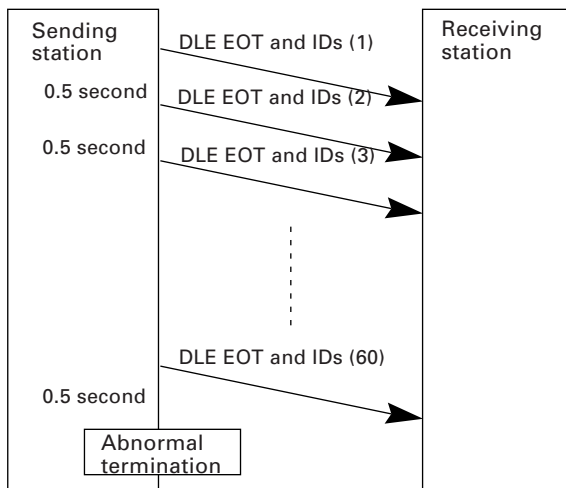 Sending
station
DLE EOT and IDs (1)
Receiving
station
0.5 second
DLE EOT and IDs (2)
0.5 second
DLE EOT and IDs (3)
DLE EOT and IDs (60)
0.5 second
Abnormal
termination